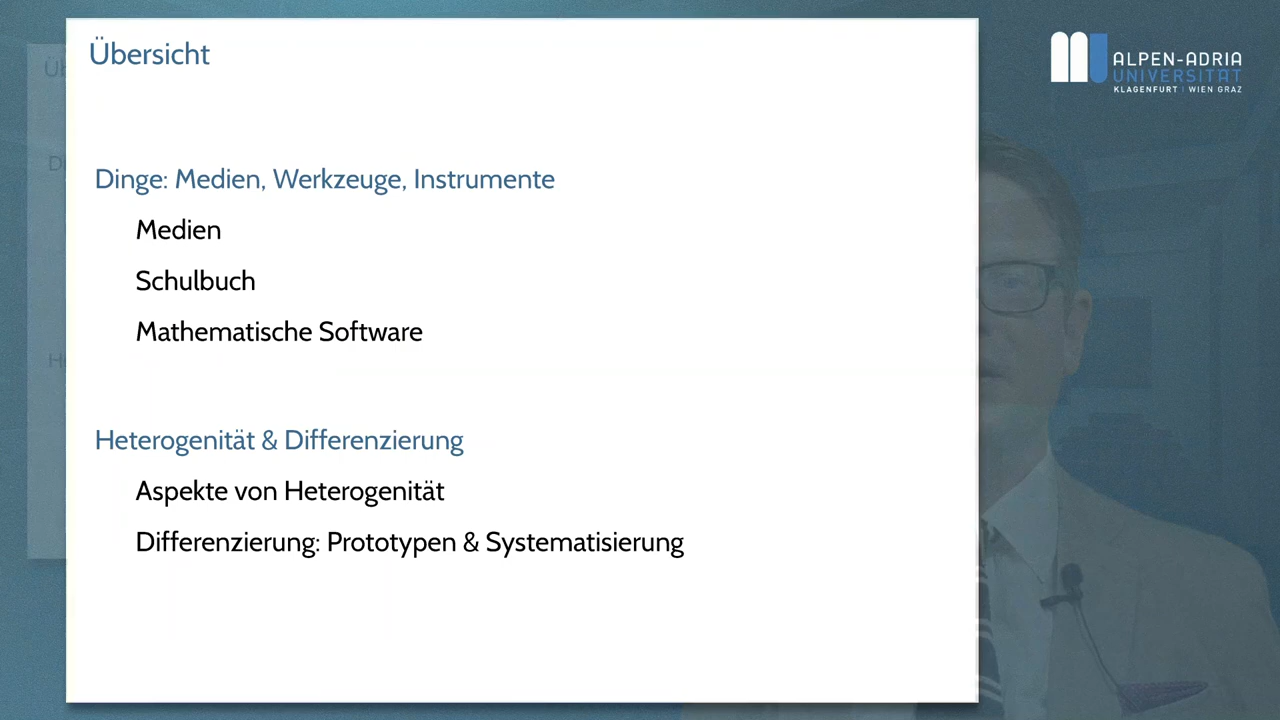 Übersicht
Dinge: Medien, Werkzeuge, Instrumente
Medien
Schulbuch
Mathematische Software
Heterogenität & Differenzierung
Aspekte von Heterogenität
Differenzierung: Prototypen & Systematisierung
ALPEN-ADRIA
UNIVERSITÄT
KLAGENFURT | WIEN GRAZ